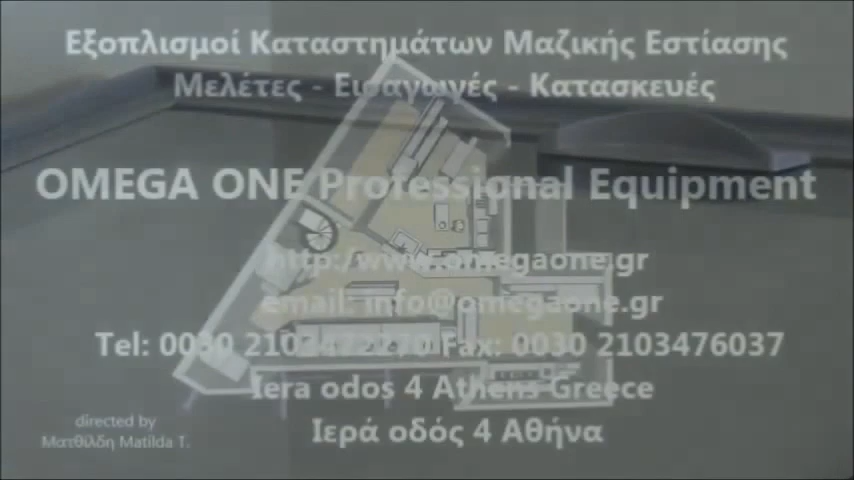 Εξοπλισμοί Καταστημάτων Μαζικής Εστίασης
Μελέτες - Εισαγωγές - Κατασκευές
OMEGA ONE Professional Equipment
http:/www.omegaone.gr
email: info@omegaone.gr
Tel: 0030 2103472270 Fax: 0030 2103476037
Iera odos 4 Athens Greece
Ιερά οδός 4 Αθήνα
directed by
Ματθίλδη Matilda T.